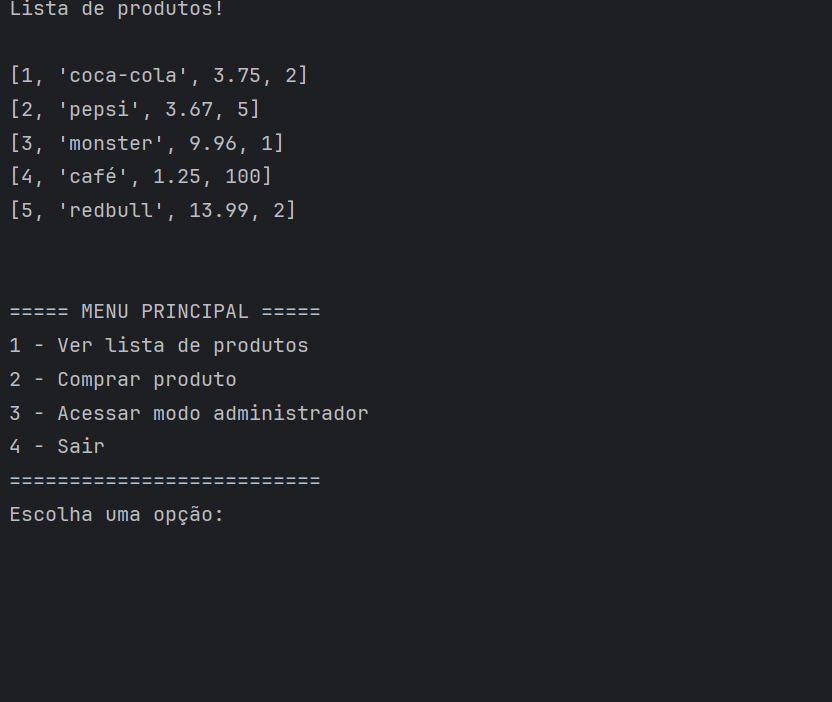 Lista de produtos!
[1, 'coca-cola', 3.75, 2]
[2, 'pepsi', 3.67, 5]
[3, 'monster', 9.96, 1]
[4, 'café', 1.25, 100]
[5, 'redbull', 13.99, 2]
===== MENU PRINCIPAL =====
1 - Ver lista de produtos
2 - Comprar produto
3 - Acessar modo administrador
4 - Sair
==========================
Escolha uma opção: